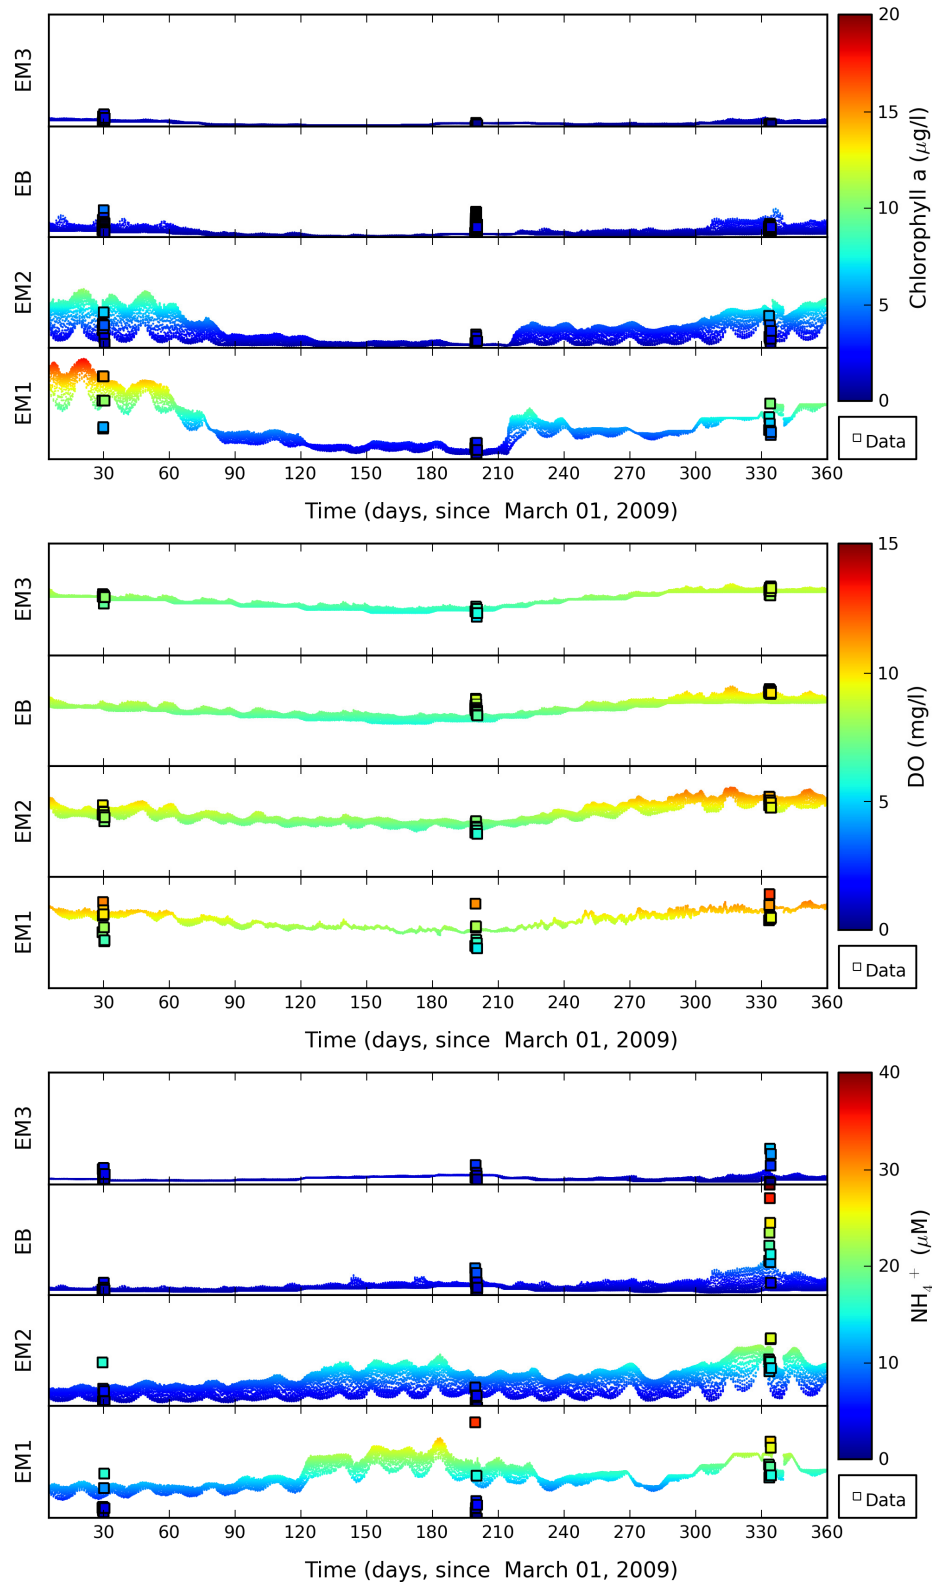 EM3
EB
EM2
EM1
30 60 90 120 150 180 210 240 270 300 330 360
Time (days, since March 01, 2009)
20
15
10
5
0
Chlorophyll a (μg/l)
Data
EM3
EB
EM2
EM1
30 60 90 120 150 180 210 240 270 300 330 360
Time (days, since March 01, 2009)
15
10
5
0
DO (mg/l)
Data
EM3
EB
EM2
EM1
30 60 90 120 150 180 210 240 270 300 330 360
Time (days, since March 01, 2009)
40
30
20
10
0
NH₄ ⁺ (μM)
Data